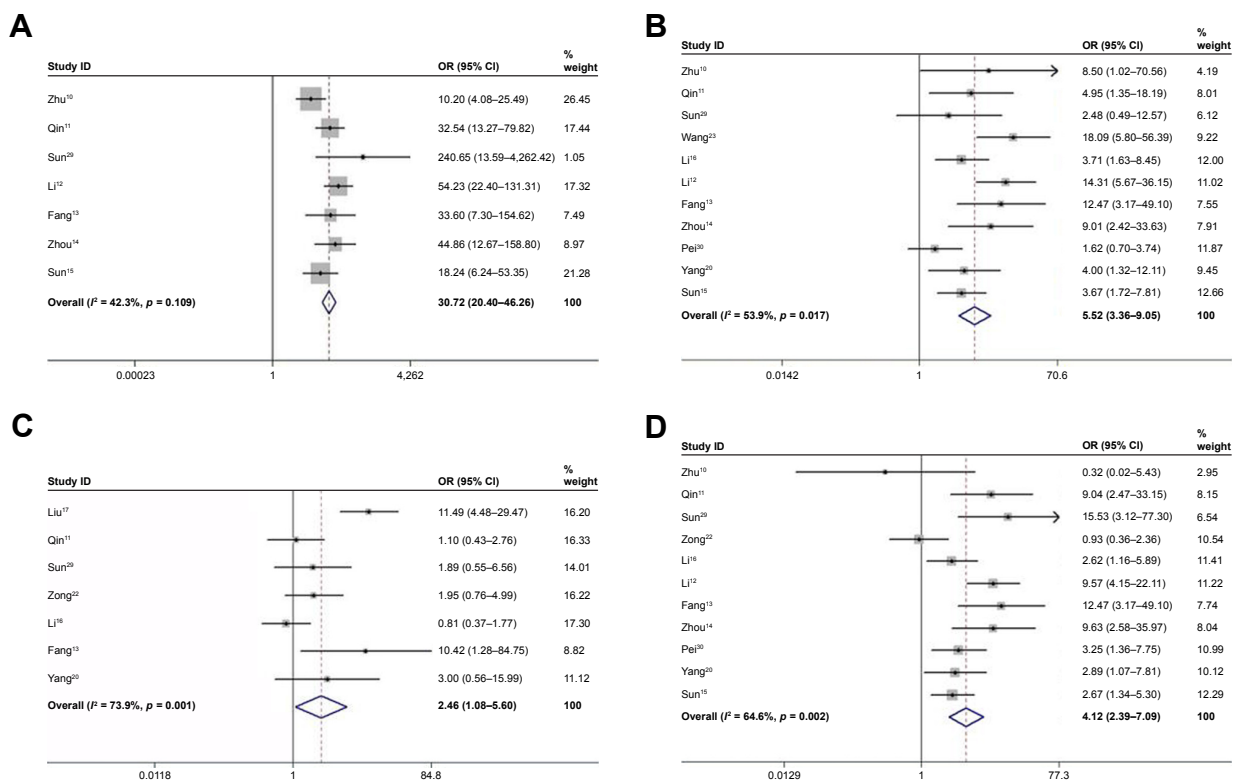 A
Study ID OR (95% CI) % weight
Zhu¹⁰ 10.20 (4.08–25.49) 26.45
Qin¹¹ 32.54 (13.27–79.82) 17.44
Sun²⁹ 240.65 (13.59–4,262.42) 1.05
Li¹² 54.23 (22.40–131.31) 17.32
Fang¹³ 33.60 (7.30–154.62) 7.49
Zhou¹⁴ 44.86 (12.67–158.80) 8.97
Sun¹⁵ 18.24 (6.24–53.35) 21.28
Overall (I² = 42.3%, p = 0.109) 30.72 (20.40–46.26) 100
0.00023 1 4,262
B
Study ID OR (95% CI) % weight
Zhu¹⁰ 8.50 (1.02–70.56) 4.19
Qin¹¹ 4.95 (1.35–18.19) 8.01
Sun²⁹ 2.48 (0.49–12.57) 6.12
Wang²³ 18.09 (5.80–56.39) 9.22
Li¹⁶ 3.71 (1.63–8.45) 12.00
Li¹² 14.31 (5.67–36.15) 11.02
Fang¹³ 12.47 (3.17–49.10) 7.55
Zhou¹⁴ 9.01 (2.42–33.63) 7.91
Pei³⁰ 1.62 (0.70–3.74) 11.87
Yang²⁰ 4.00 (1.32–12.11) 9.45
Sun¹⁵ 3.67 (1.72–7.81) 12.66
Overall (I² = 53.9%, p = 0.017) 5.52 (3.36–9.05) 100
0.0142 1 70.6
C
Study ID OR (95% CI) % weight
Liu¹⁷ 11.49 (4.48–29.47) 16.20
Qin¹¹ 1.10 (0.43–2.76) 16.33
Sun²⁹ 1.89 (0.55–6.56) 14.01
Zong²² 1.95 (0.76–4.99) 16.22
Li¹⁶ 0.81 (0.37–1.77) 17.30
Fang¹³ 10.42 (1.28–84.75) 8.82
Yang²⁰ 3.00 (0.56–15.99) 11.12
Overall (I² = 73.9%, p = 0.001) 2.46 (1.08–5.60) 100
0.0118 1 84.8
D
Study ID OR (95% CI) % weight
Zhu¹⁰ 0.32 (0.02–5.43) 2.95
Qin¹¹ 9.04 (2.47–33.15) 8.15
Sun²⁹ 15.53 (3.12–77.30) 6.54
Zong²² 0.93 (0.36–2.36) 10.54
Li¹⁶ 2.62 (1.16–5.89) 11.41
Li¹² 9.57 (4.15–22.11) 11.22
Fang¹³ 12.47 (3.17–49.10) 7.74
Zhou¹⁴ 9.63 (2.58–35.97) 8.04
Pei³⁰ 3.25 (1.36–7.75) 10.99
Yang²⁰ 2.89 (1.07–7.81) 10.12
Sun¹⁵ 2.67 (1.34–5.30) 12.29
Overall (I² = 64.6%, p = 0.002) 4.12 (2.39–7.09) 100
0.0129 1 77.3